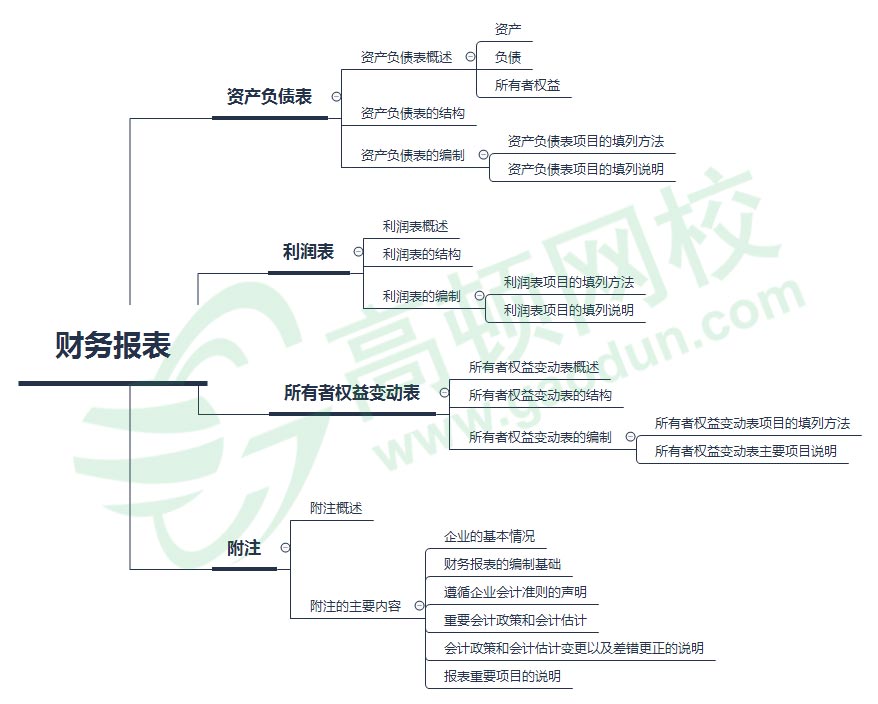 财务报表
资产负债表
资产负债表概述
资产
负债
所有者权益
资产负债表的结构
资产负债表的编制
资产负债表项目的填列方法
资产负债表项目的填列说明
利润表
利润表概述
利润表的结构
利润表的编制
利润表项目的填列方法
利润表项目的填列说明
所有者权益变动表
所有者权益变动表概述
所有者权益变动表的结构
所有者权益变动表的编制
所有者权益变动表项目的填列方法
所有者权益变动表主要项目说明
附注
附注概述
附注的主要内容
企业的基本情况
财务报表的编制基础
遵循企业会计准则的声明
重要会计政策和会计估计
会计政策和会计估计变更以及差错更正的说明
报表重要项目的说明
高顿网校
www.gaodun.com